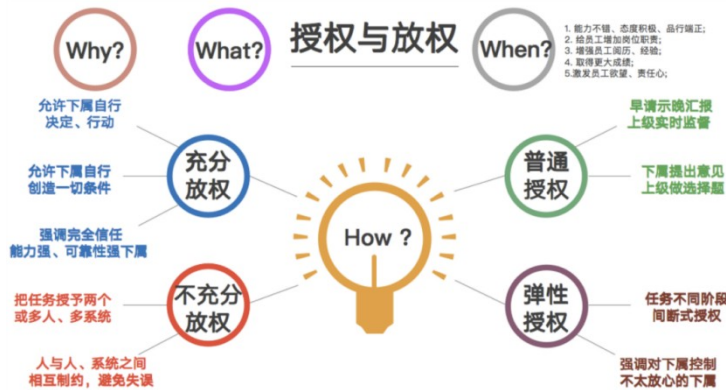 Why?
What?
授权与放权
When?
1. 能力不错、态度积极、品行端正;
2. 给员工增加岗位职责;
3. 增强员工阅历、经验;
4. 取得更大成绩;
5.激发员工欲望、责任心;
允许下属自行
决定、行动
允许下属自行
创造一切条件
强调完全信任
能力强、可靠性强下属
充分
放权
普通
授权
早请示晚汇报
上级实时监督
下属提出意见
上级做选择题
How ?
把任务授予两个
或多人、多系统
人与人、系统之间
相互制约，避免失误
不充分
放权
弹性
授权
任务不同阶段
间断式授权
强调对下属控制
不太放心的下属